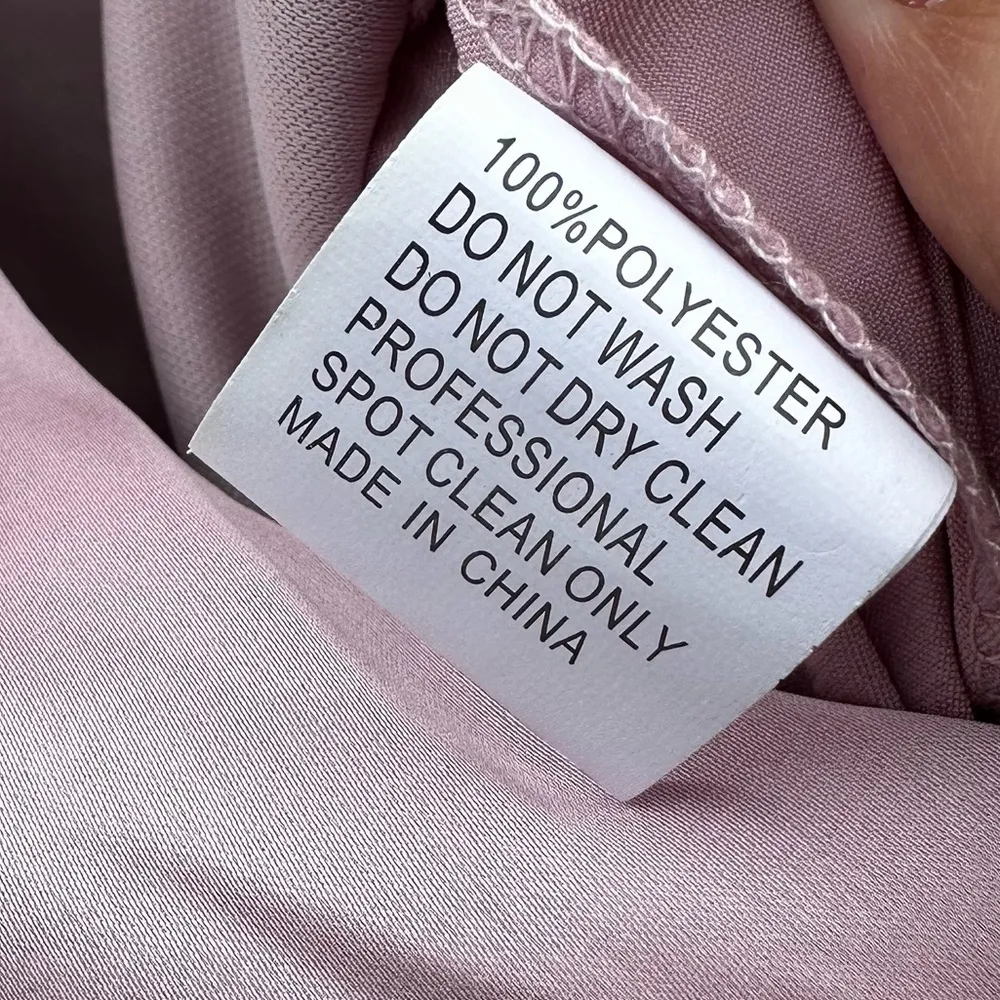 100%POLYESTER
DO NOT WASH
DO NOT DRY CLEAN
PROFESSIONAL
SPOT CLEAN ONLY
MADE IN CHINA